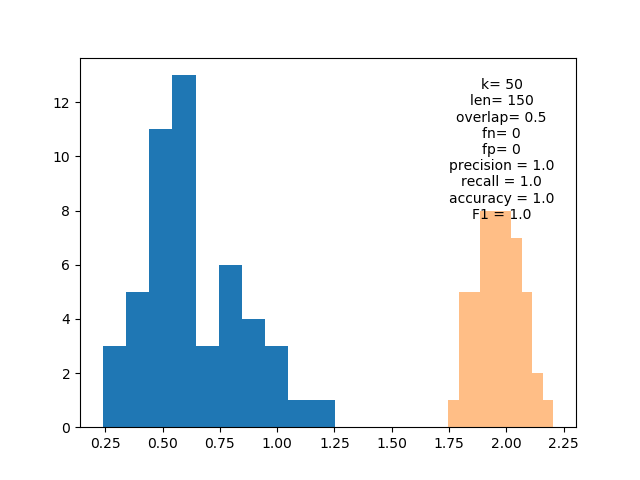 k= 50
len= 150
overlap= 0.5
fn= 0
fp= 0
precision = 1.0
recall = 1.0
accuracy = 1.0
F1 = 1.0
12
10
8
6
4
2
0
0.25 0.50 0.75 1.00 1.25 1.50 1.75 2.00 2.25